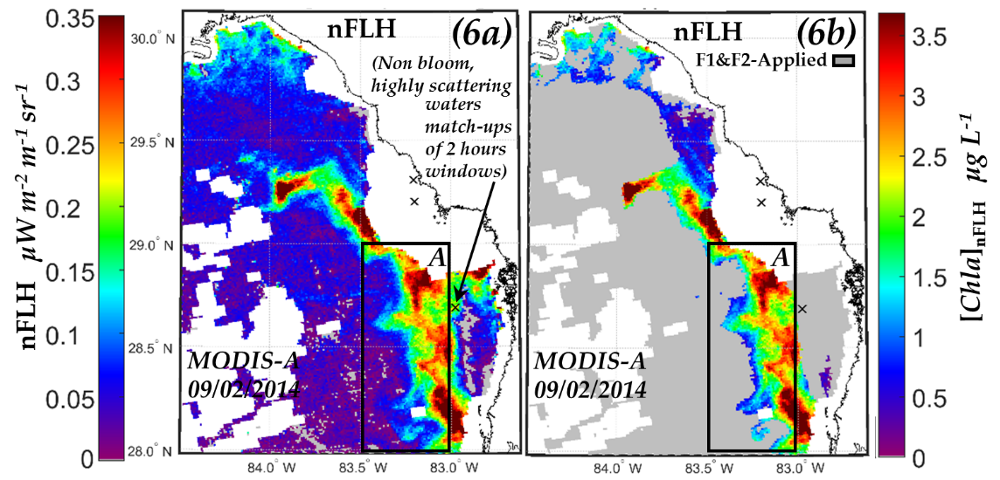 0.35
0.3
0.25
0.2
0.15
0.1
0.05
0
nFLH µW m-2 m-1 sr-1
30.0° N
29.5° N
29.0° N
28.5° N
28.0° N
nFLH
(6a)
(Non bloom,
highly scattering
waters
match-ups
of 2 hours
windows)
A
MODIS-A
09/02/2014
84.0° W
83.5° W
83.0° W
nFLH
(6b)
F1&F2-Applied
A
MODIS-A
09/02/2014
84.0° W
83.5° W
83.0° W
3.5
3
2.5
2
1.5
1
0.5
0
[Chla]nFLH µg L-1